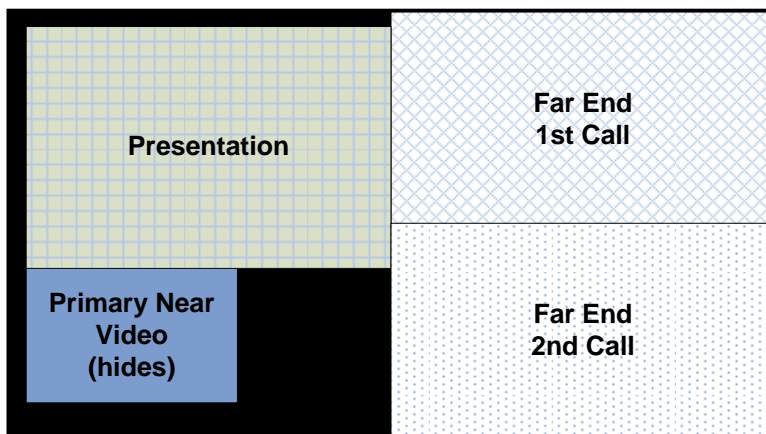 Presentation
Far End
1st Call
Primary Near
Video
(hides)
Far End
2nd Call